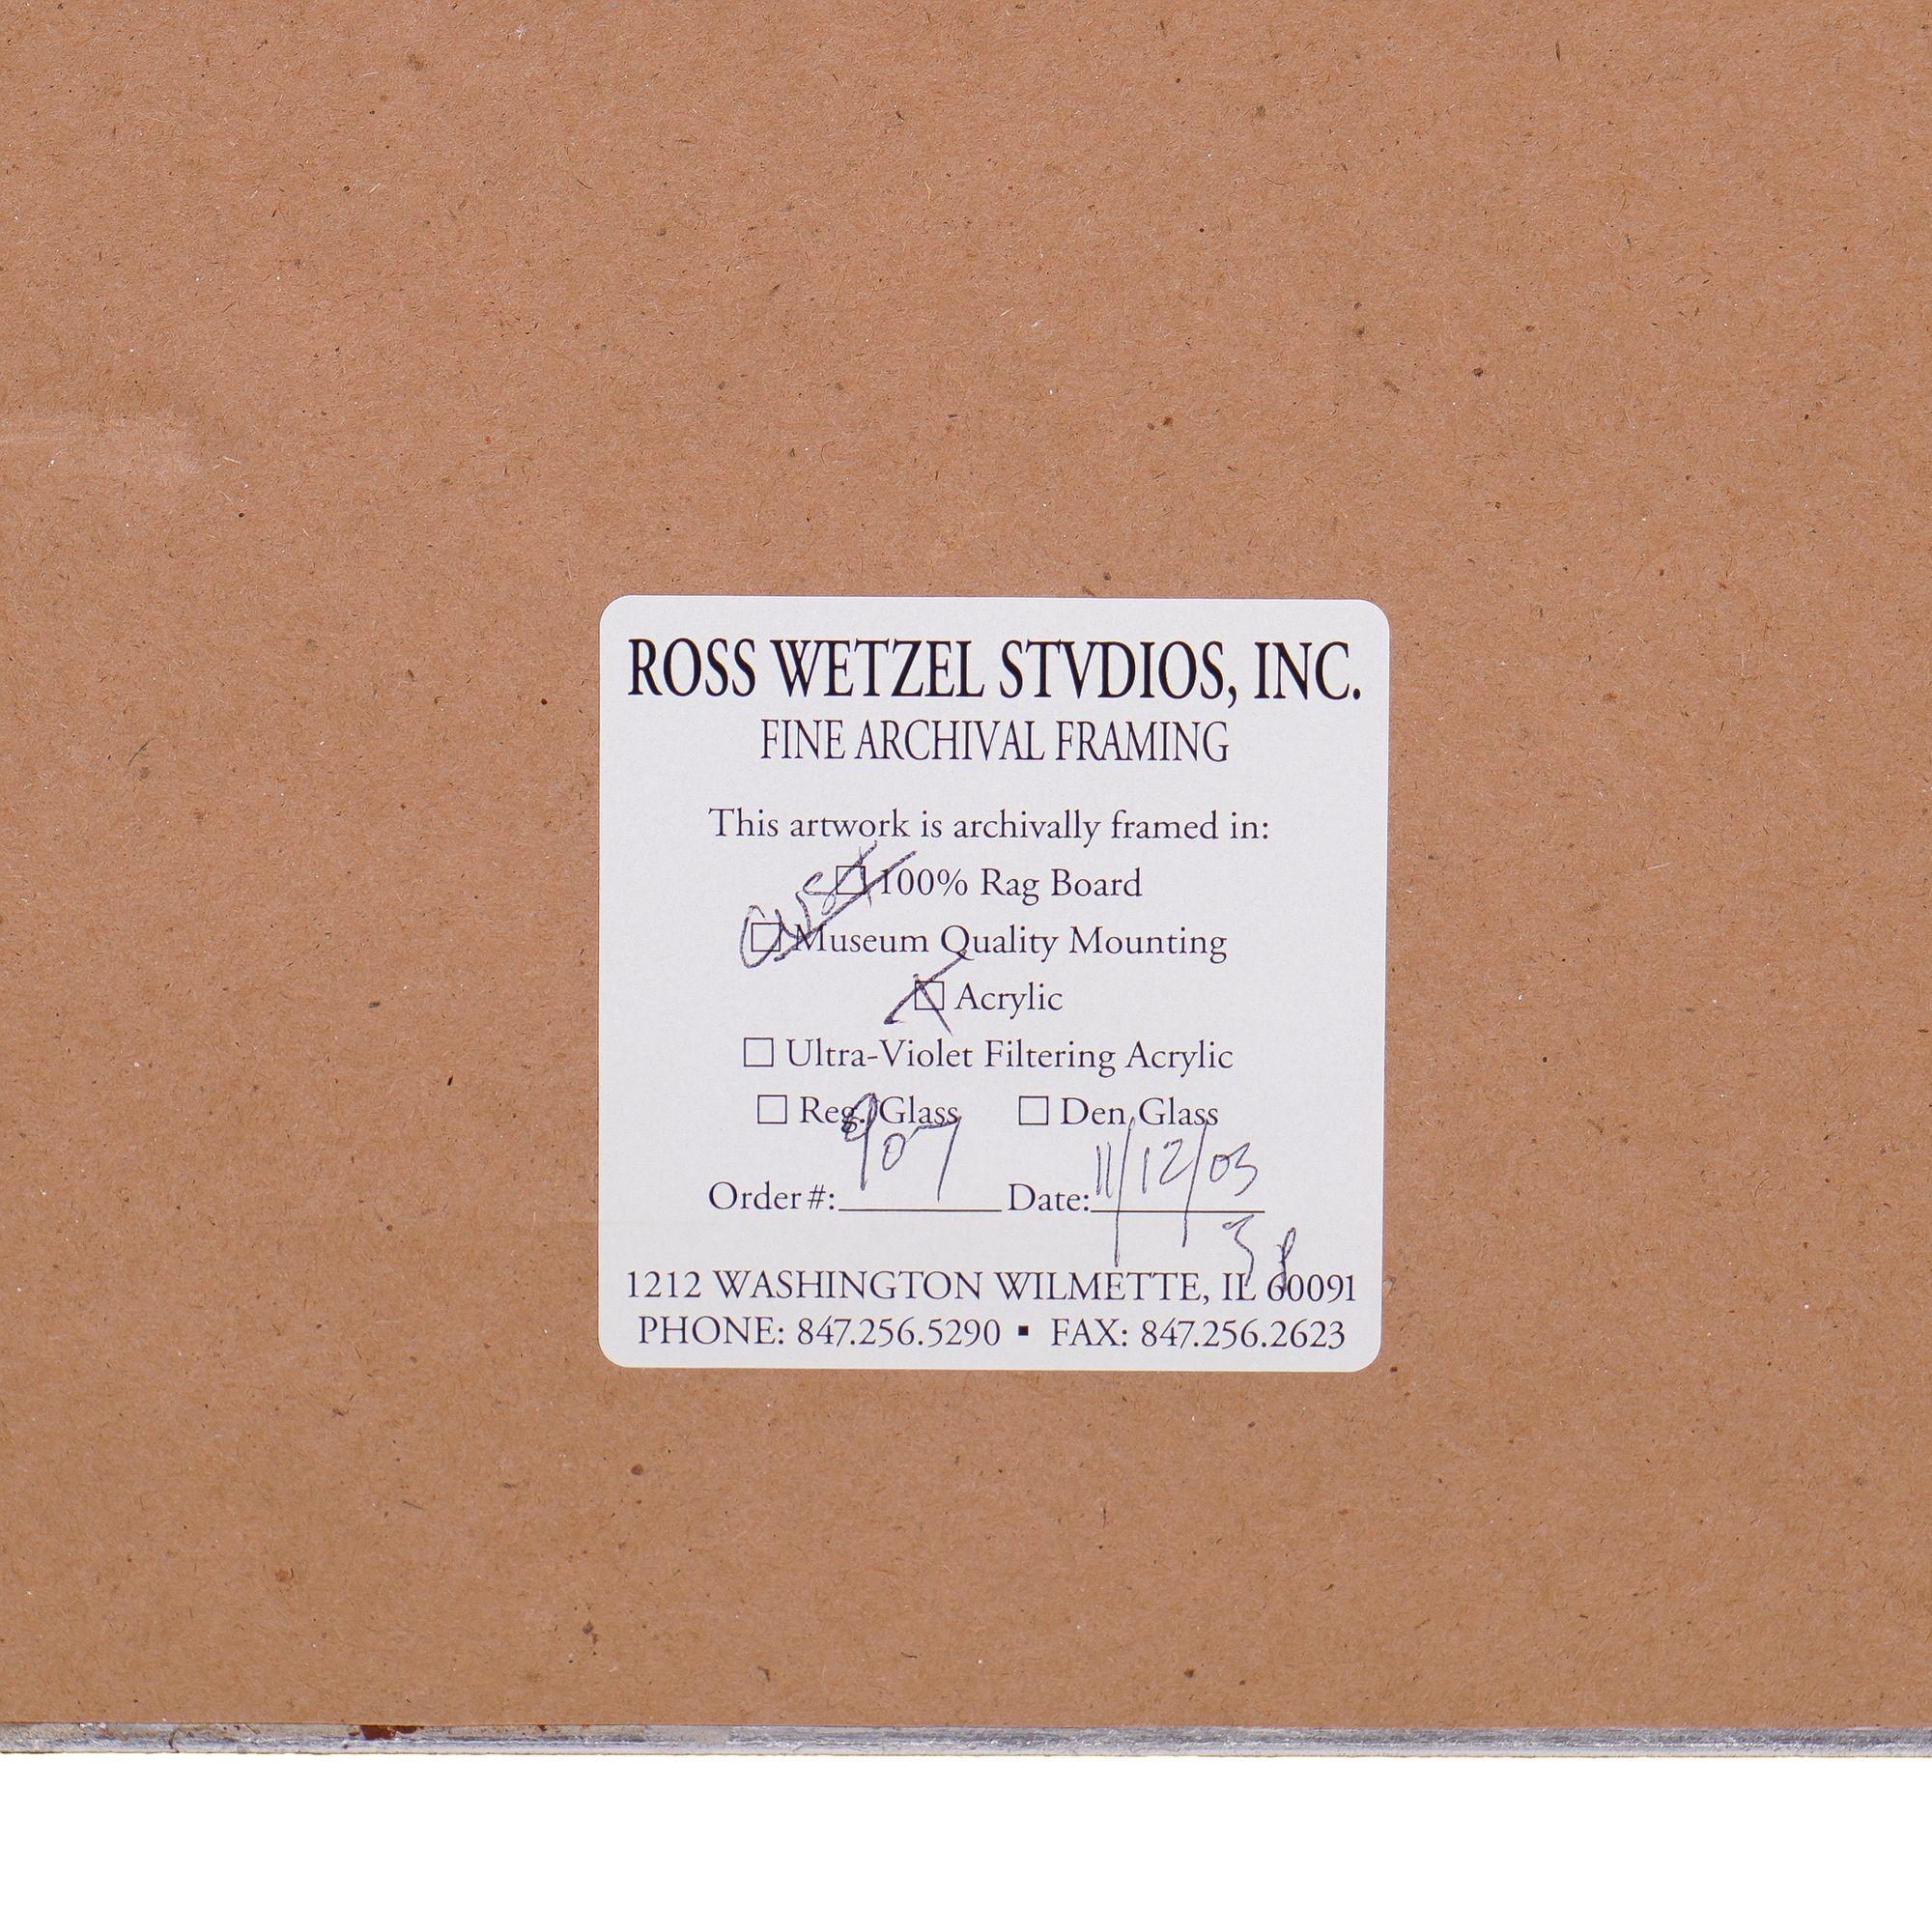 ROSS WETZEL STVDIOS, INC.
FINE ARCHIVAL FRAMING
This artwork is archivally framed in:
☒ 100% Rag Board
☐ Museum Quality Mounting
☒ Acrylic
☐ Ultra-Violet Filtering Acrylic
☐ Reg. Glass ☐ Den Glass
Order #: 907 Date: 11/12/03
1212 WASHINGTON WILMETTE, IL 60091
PHONE: 847.256.5290 ▪ FAX: 847.256.2623